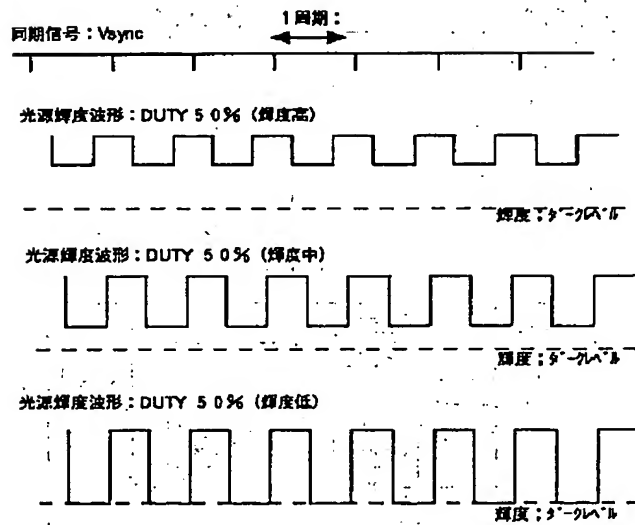 1周期:
同期信号:Vsync
光源輝度波形:DUTY 50%(輝度高)
輝度;ダークレベル
光源輝度波形:DUTY 50%(輝度中)
輝度;ダークレベル
光源輝度波形:DUTY 50%(輝度低)
輝度;ダークレベル